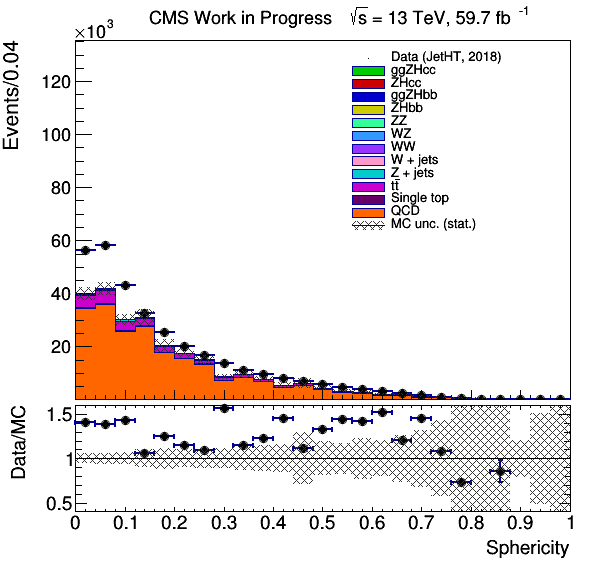 CMS Work in Progress √s = 13 TeV, 59.7 fb⁻¹
×10³
Events/0.04
120
100
80
60
40
20
Data (JetHT, 2018)
ggZHcc
ZHcc
ggZHbb
ZHbb
ZZ
WZ
WW
W + jets
Z + jets
tt̄
Single top
QCD
MC unc. (stat.)
Data/MC
1.5
1
0.5
0 0.1 0.2 0.3 0.4 0.5 0.6 0.7 0.8 0.9 1
Sphericity